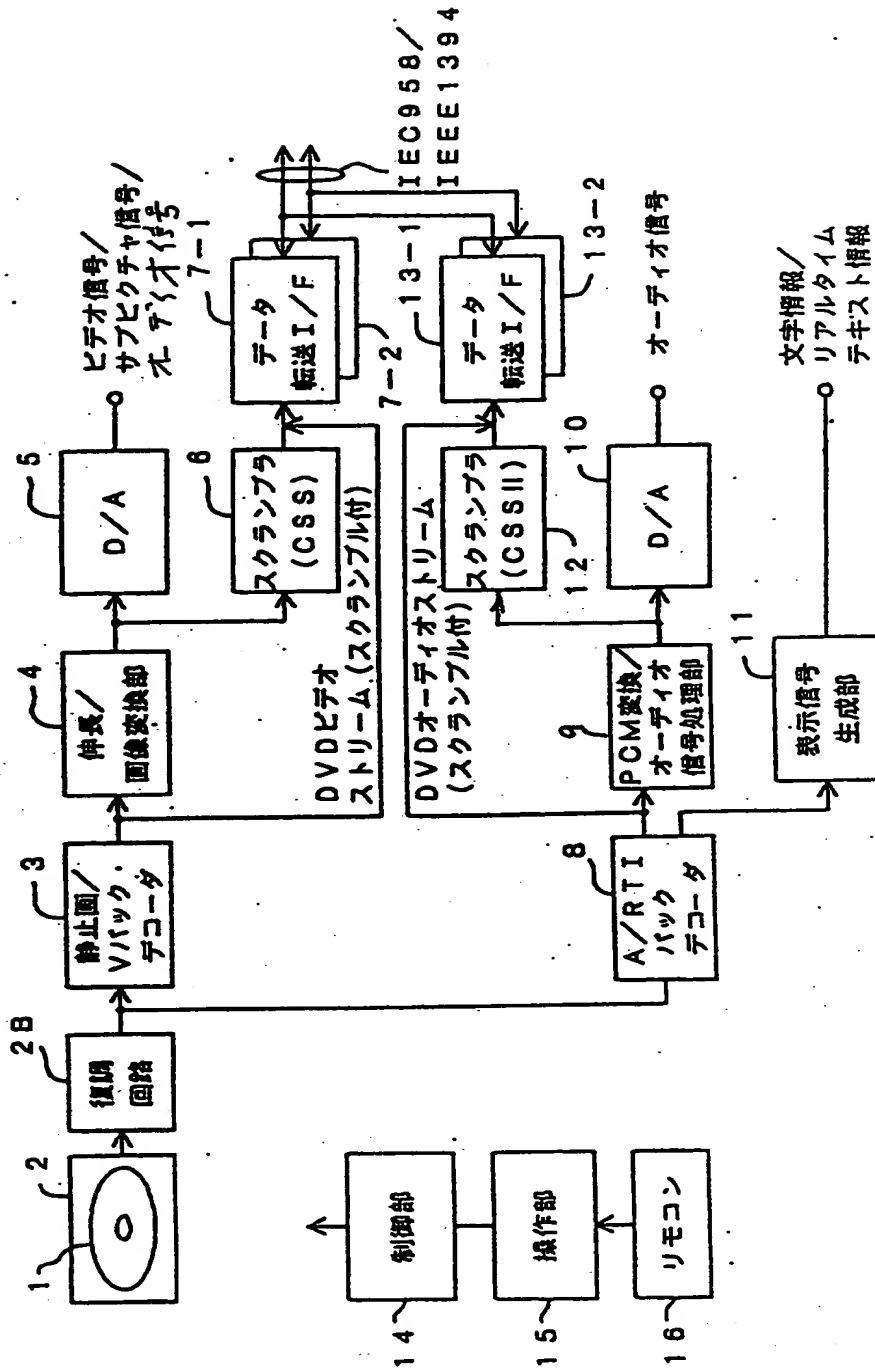 1
2
2B
復調
回路
3
静止画/
Vパック・
デコーダ
4
伸長/
画像変換部
5
D/A
ビデオ信号/
サブピクチャ信号/
オーディオ信号
6
スクランブラ
(CSS)
7-1
データ
転送I/F
7-2
IEC958/
IEEE1394
DVDビデオ
ストリーム(スクランブル付)
DVDオーディオストリーム
(スクランブル付)
スクランブラ
(CSSII)
12
13-1
データ
転送I/F
13-2
8
A/RTI
パック
デコーダ
9
PCM変換/
オーディオ
信号処理部
10
D/A
オーディオ信号
11
表示信号
生成部
文字情報/
リアルタイム
テキスト情報
14
制御部
15
操作部
16
リモコン